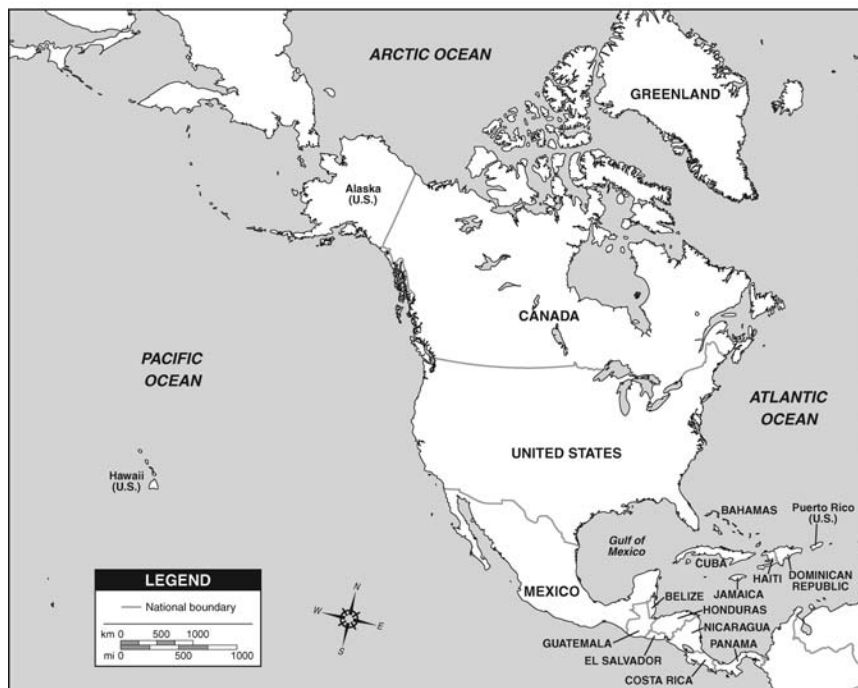 ARCTIC OCEAN
GREENLAND
Alaska
(U.S.)
CANADA
PACIFIC
OCEAN
ATLANTIC
OCEAN
UNITED STATES
Hawaii
(U.S.)
Puerto Rico
(U.S.)
BAHAMAS
Gulf of
Mexico
CUBA
HAITI
DOMINICAN
REPUBLIC
JAMAICA
MEXICO
BELIZE
HONDURAS
NICARAGUA
GUATEMALA
PANAMA
EL SALVADOR
COSTA RICA
LEGEND
National boundary
km 0 500 1000
mi 0 500 1000
N
W
E
S